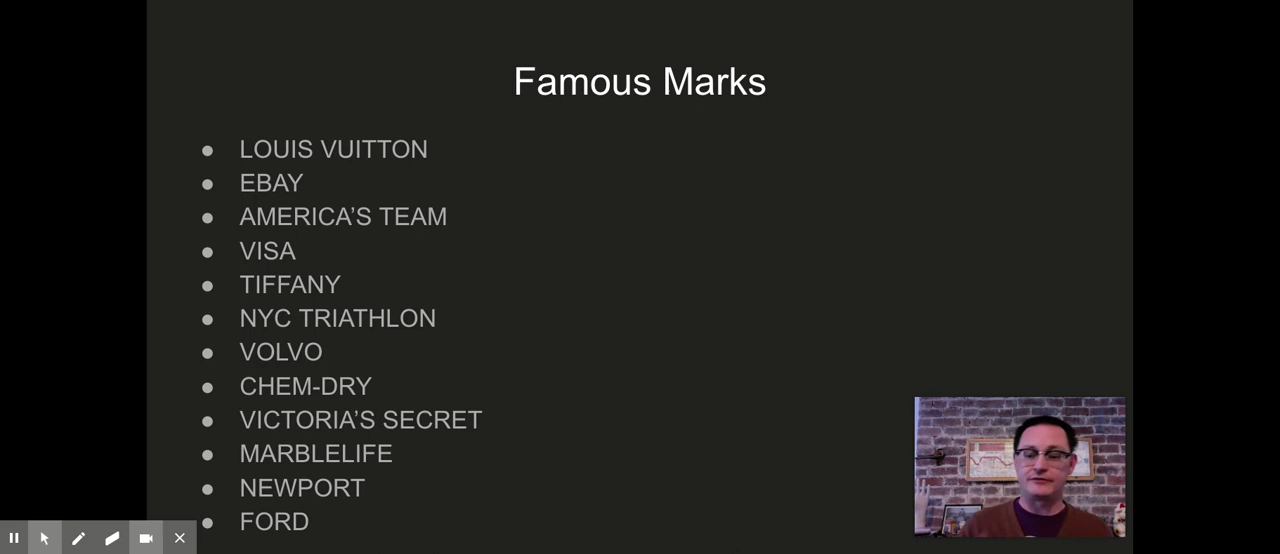 Famous Marks
● LOUIS VUITTON
● EBAY
● AMERICA’S TEAM
● VISA
● TIFFANY
● NYC TRIATHLON
● VOLVO
● CHEM-DRY
● VICTORIA’S SECRET
● MARBLELIFE
● NEWPORT
● FORD